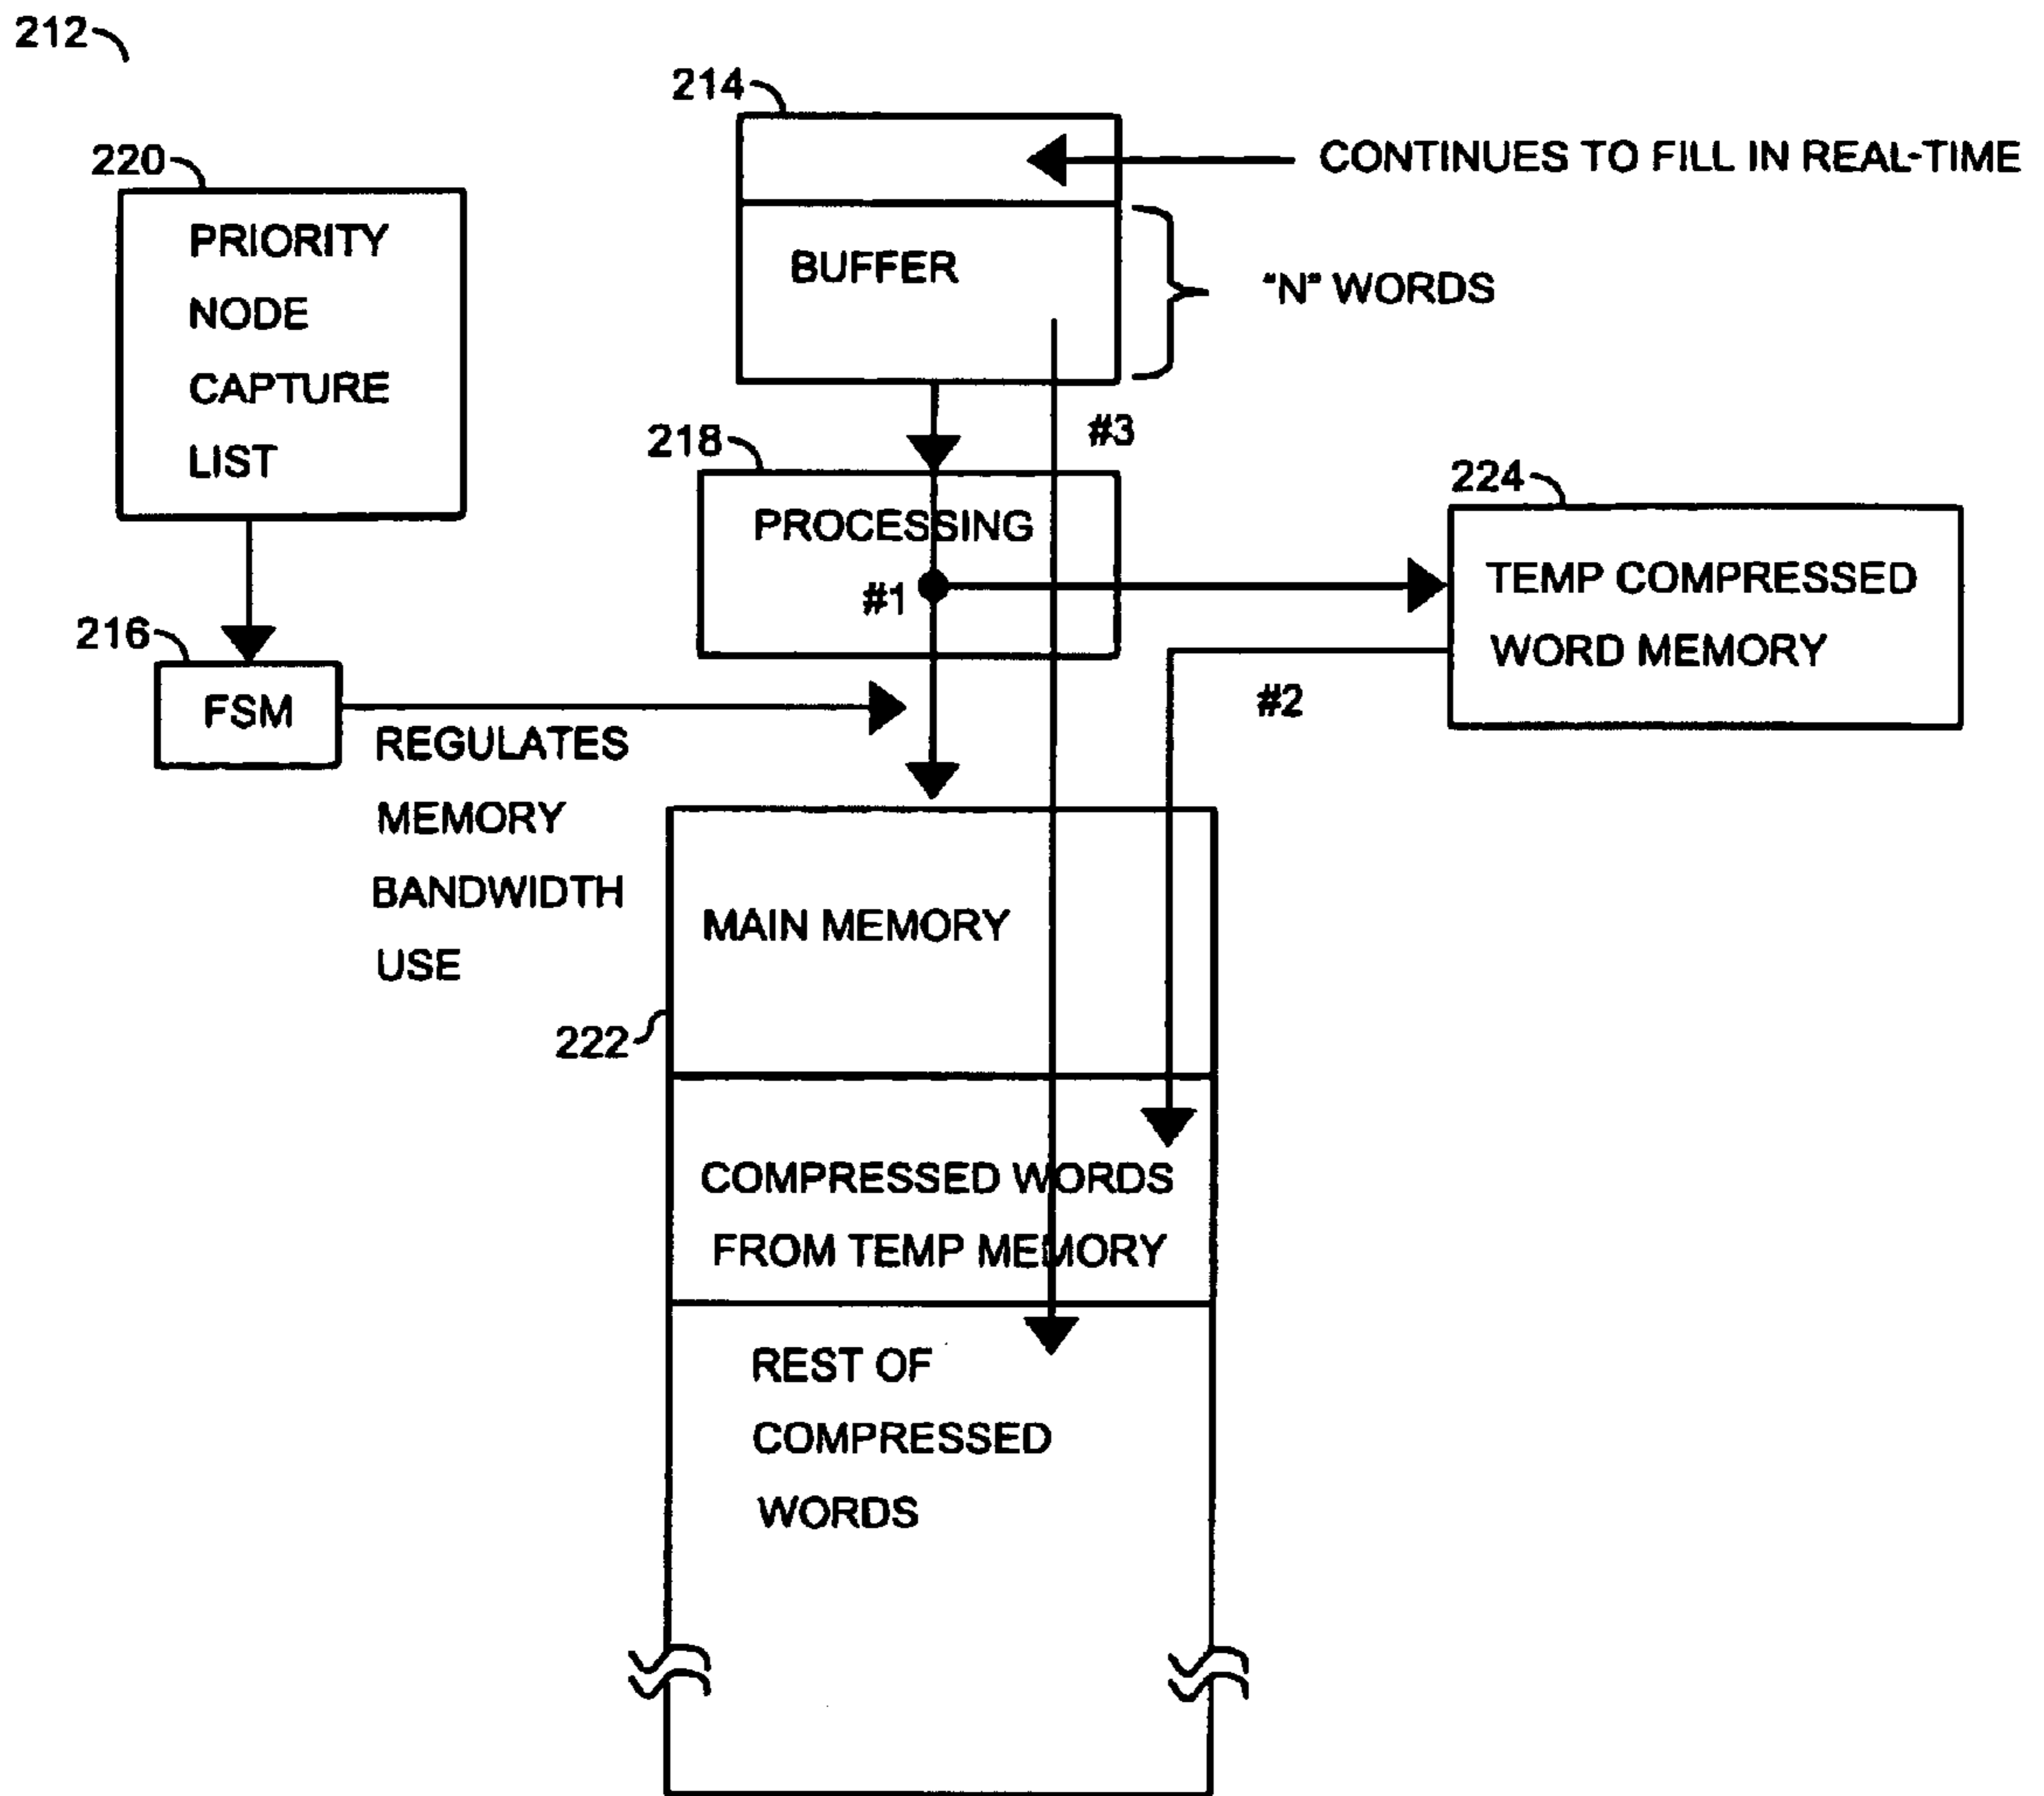 212
214
CONTINUES TO FILL IN REAL-TIME
220
PRIORITY
NODE
CAPTURE
LIST
BUFFER
"N" WORDS
#3
218
PROCESSING
#1
224
TEMP COMPRESSED
WORD MEMORY
#2
216
FSM
REGULATES
MEMORY
BANDWIDTH
USE
MAIN MEMORY
222
COMPRESSED WORDS
FROM TEMP MEMORY
REST OF
COMPRESSED
WORDS